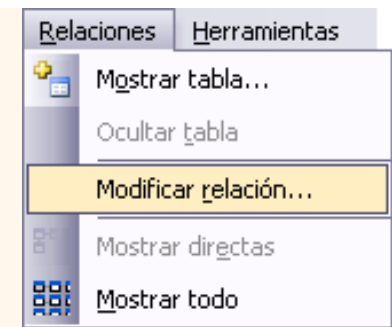 Relaciones Herramientas
Mostrar tabla...
Ocultar tabla
Modificar relación...
Mostrar directas
Mostrar todo